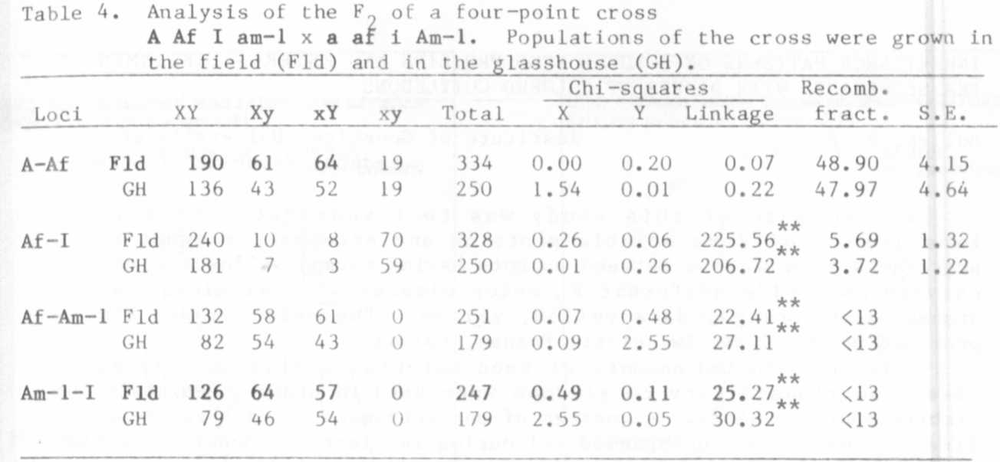 Table 4. Analysis of the F2 of a four-point cross
A Af I am-1 x a af i Am-1. Populations of the cross were grown in
the field (Fld) and in the glasshouse (GH).
Chi-squares Recomb.
Loci XY Xy xY xy Total X Y Linkage fract. S.E.
A-Af Fld 190 61 64 19 334 0.00 0.20 0.07 48.90 4.15
GH 136 43 52 19 250 1.54 0.01 0.22 47.97 4.64
Af-I Fld 240 10 8 70 328 0.26 0.06 225.56** 5.69 1.32
GH 181 7 3 59 250 0.01 0.26 206.72** 3.72 1.22
Af-Am-1 Fld 132 58 61 0 251 0.07 0.48 22.41** <13
GH 82 54 43 0 179 0.09 2.55 27.11** <13
Am-1-I Fld 126 64 57 0 247 0.49 0.11 25.27** <13
GH 79 46 54 0 179 2.55 0.05 30.32** <13